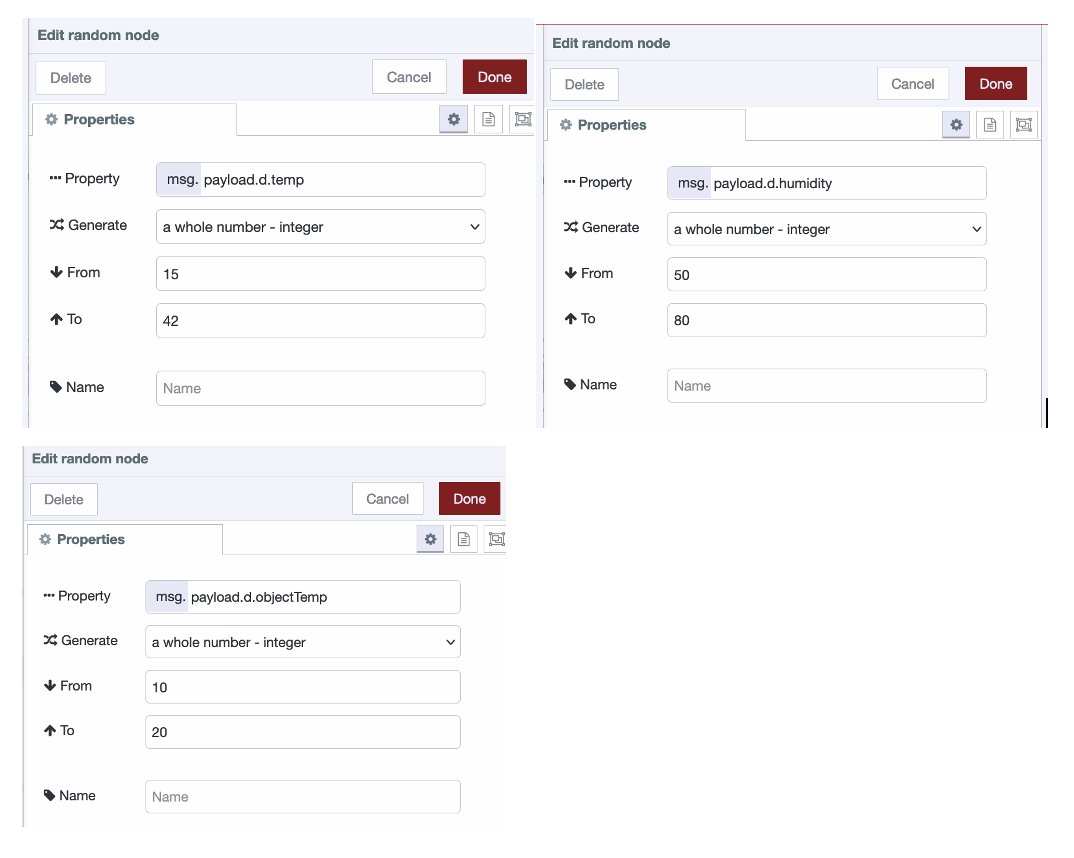 Edit random node
Delete Cancel Done
Properties
Property msg. payload.d.temp
Generate a whole number - integer
From 15
To 42
Name Name
Edit random node
Delete Cancel Done
Properties
Property msg. payload.d.humidity
Generate a whole number - integer
From 50
To 80
Name Name
Edit random node
Delete Cancel Done
Properties
Property msg. payload.d.objectTemp
Generate a whole number - integer
From 10
To 20
Name Name